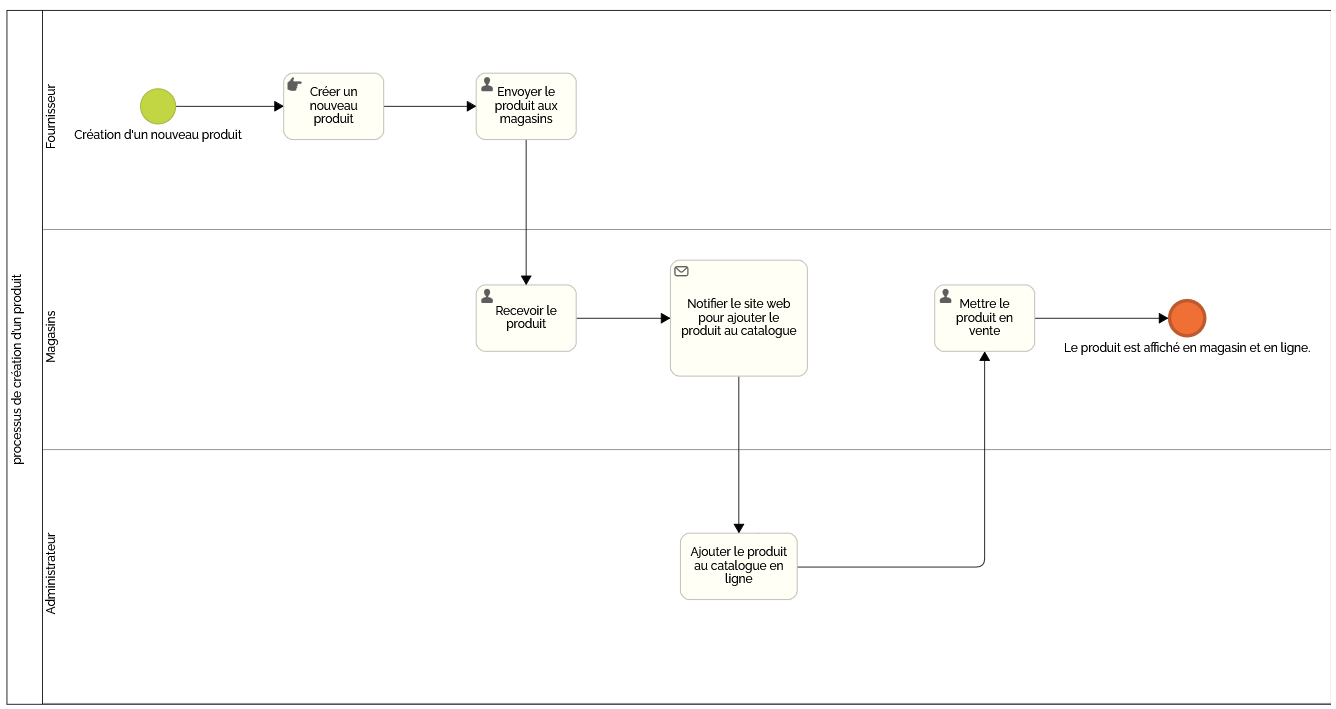 processus de création d'un produit
Fournisseur
Création d'un nouveau produit
Créer un
nouveau
produit
Envoyer le
produit aux
magasins
Magasins
Recevoir le
produit
Notifier le site web
pour ajouter le
produit au catalogue
Mettre le
produit en
vente
Le produit est affiché en magasin et en ligne.
Administrateur
Ajouter le produit
au catalogue en
ligne